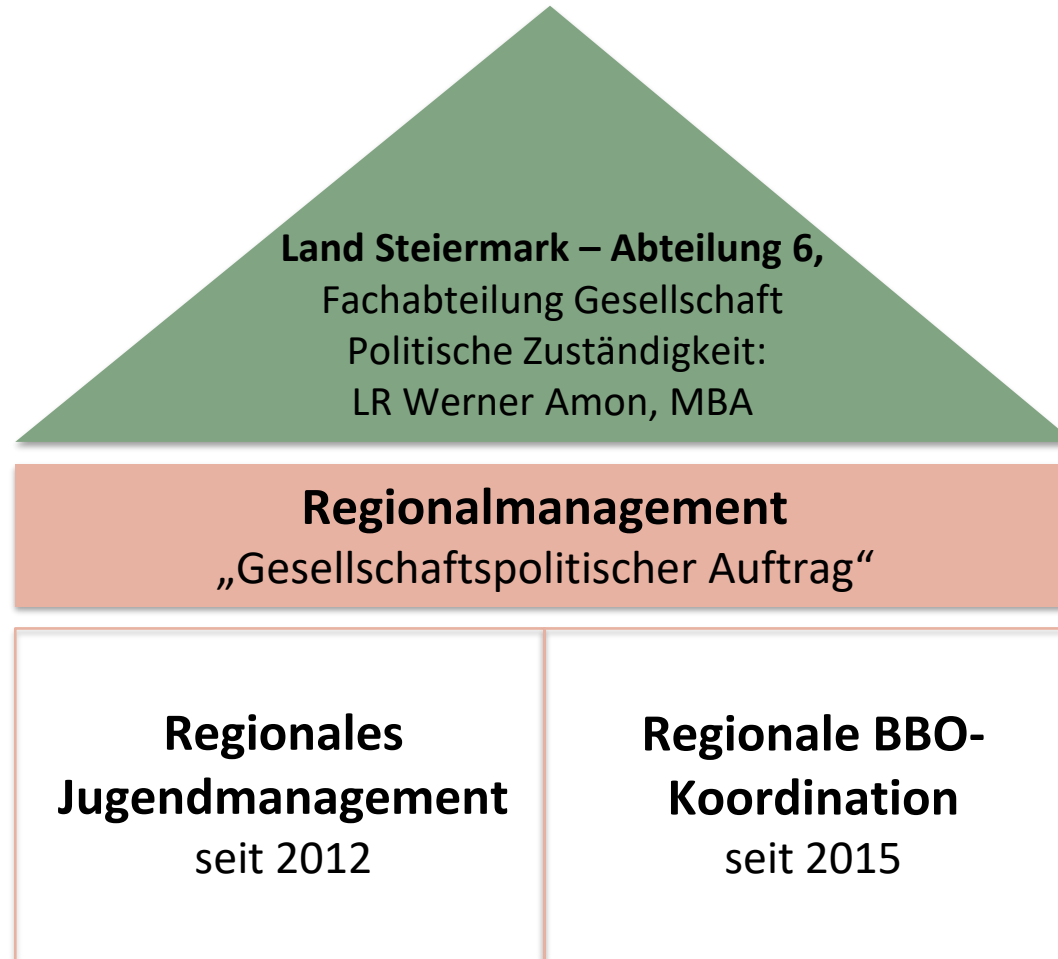 Land Steiermark – Abteilung 6,
Fachabteilung Gesellschaft
Politische Zuständigkeit:
LR Werner Amon, MBA
Regionalmanagement
„Gesellschaftspolitischer Auftrag“
Regionales
Jugendmanagement
seit 2012
Regionale BBO-
Koordination
seit 2015